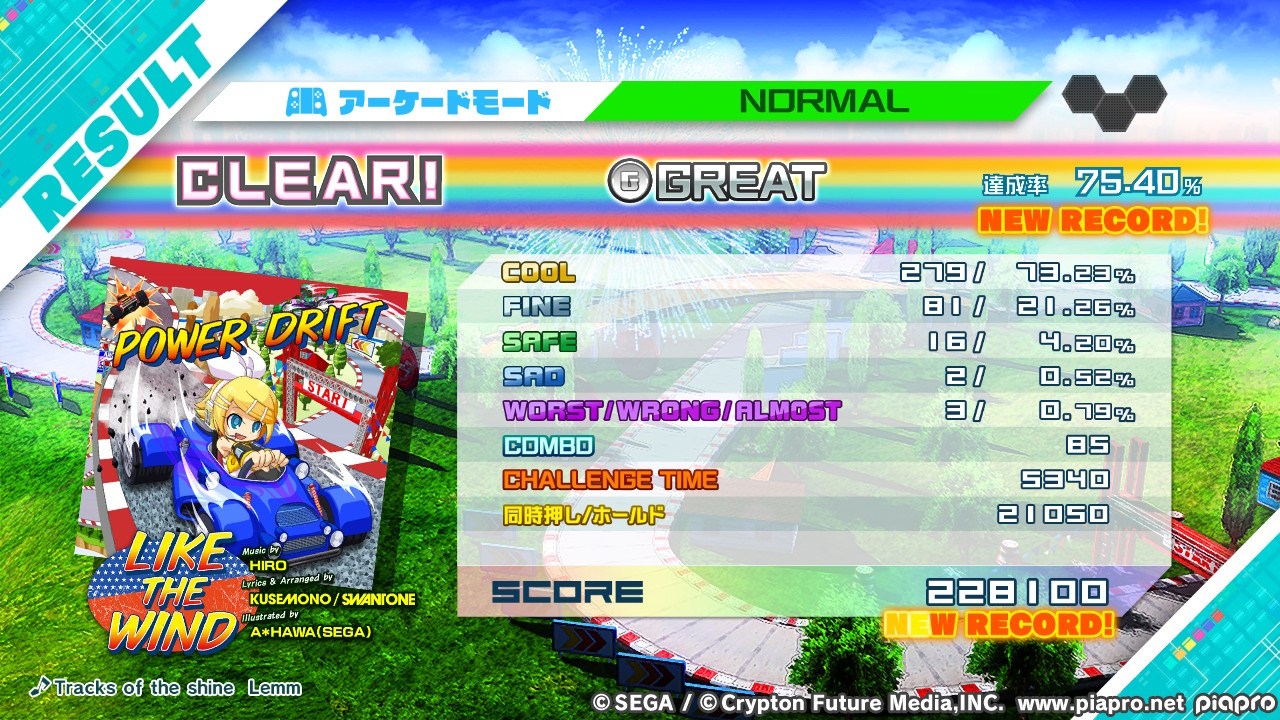 RESULT
アーケードモード NORMAL
CLEAR! G GREAT 達成率 75.40%
NEW RECORD!
COOL 279/ 73.23%
FINE 81/ 21.26%
SAFE 16/ 4.20%
SAD 2/ 0.52%
WORST/WRONG/ALMOST 3/ 0.79%
COMBO 85
CHALLENGE TIME 5340
同時押し/ホールド 21050
SCORE 228100
NEW RECORD!
POWER DRIFT
START
LIKE
THE
WIND
Music by
HIRO
Lyrics & Arranged by
KUSEMONO / SWANTONE
Illustrated by
A*HAWA(SEGA)
Tracks of the shine Lemm
©SEGA / ©Crypton Future Media,INC. www.piapro.net piapro